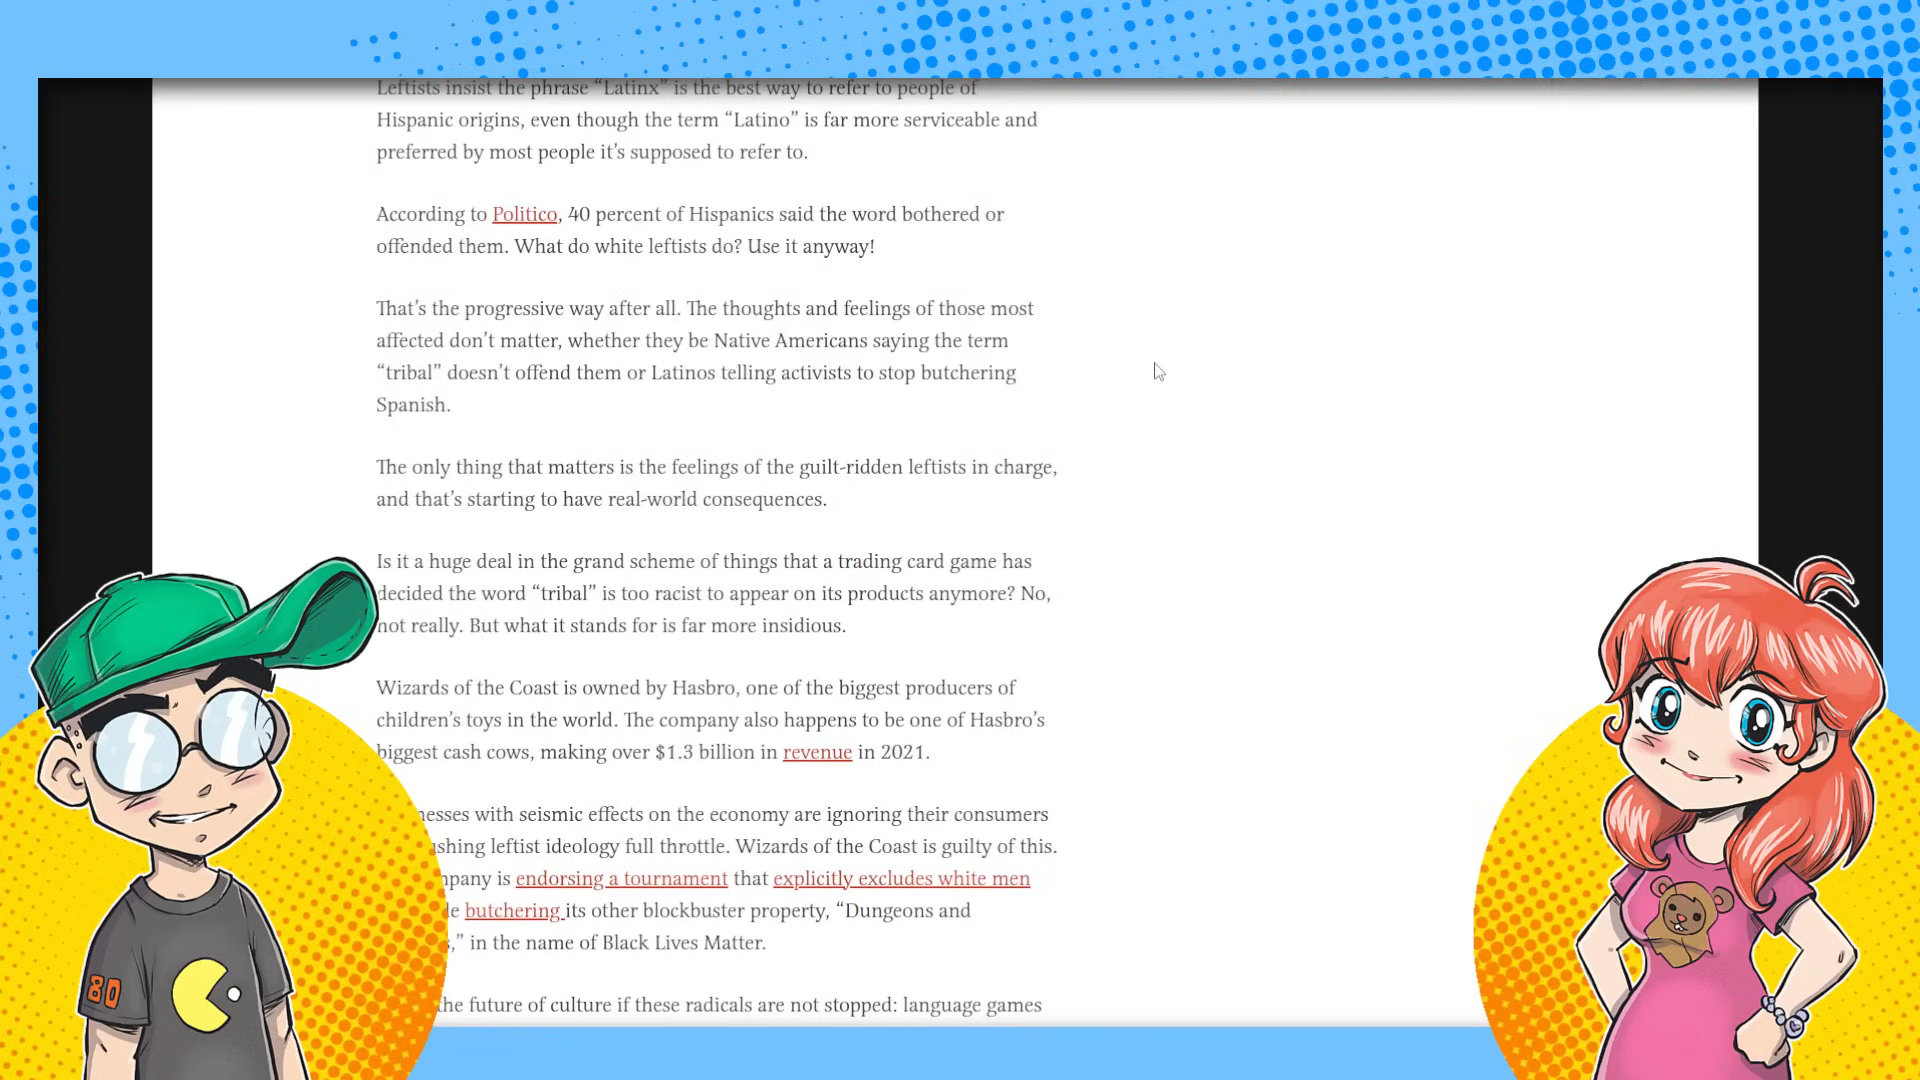 Leftists insist the phrase “Latinx” is the best way to refer to people of
Hispanic origins, even though the term “Latino” is far more serviceable and
preferred by most people it’s supposed to refer to.
According to Politico, 40 percent of Hispanics said the word bothered or
offended them. What do white leftists do? Use it anyway!
That’s the progressive way after all. The thoughts and feelings of those most
affected don’t matter, whether they be Native Americans saying the term
“tribal” doesn’t offend them or Latinos telling activists to stop butchering
Spanish.
The only thing that matters is the feelings of the guilt-ridden leftists in charge,
and that’s starting to have real-world consequences.
Is it a huge deal in the grand scheme of things that a trading card game has
decided the word “tribal” is too racist to appear on its products anymore? No,
not really. But what it stands for is far more insidious.
Wizards of the Coast is owned by Hasbro, one of the biggest producers of
children’s toys in the world. The company also happens to be one of Hasbro’s
biggest cash cows, making over $1.3 billion in revenue in 2021.
with seismic effects on the economy are ignoring their consumers
leftist ideology full throttle. Wizards of the Coast is guilty of this.
is endorsing a tournament that explicitly excludes white men
butchering its other blockbuster property, “Dungeons and
in the name of Black Lives Matter.
the future of culture if these radicals are not stopped: language games
80